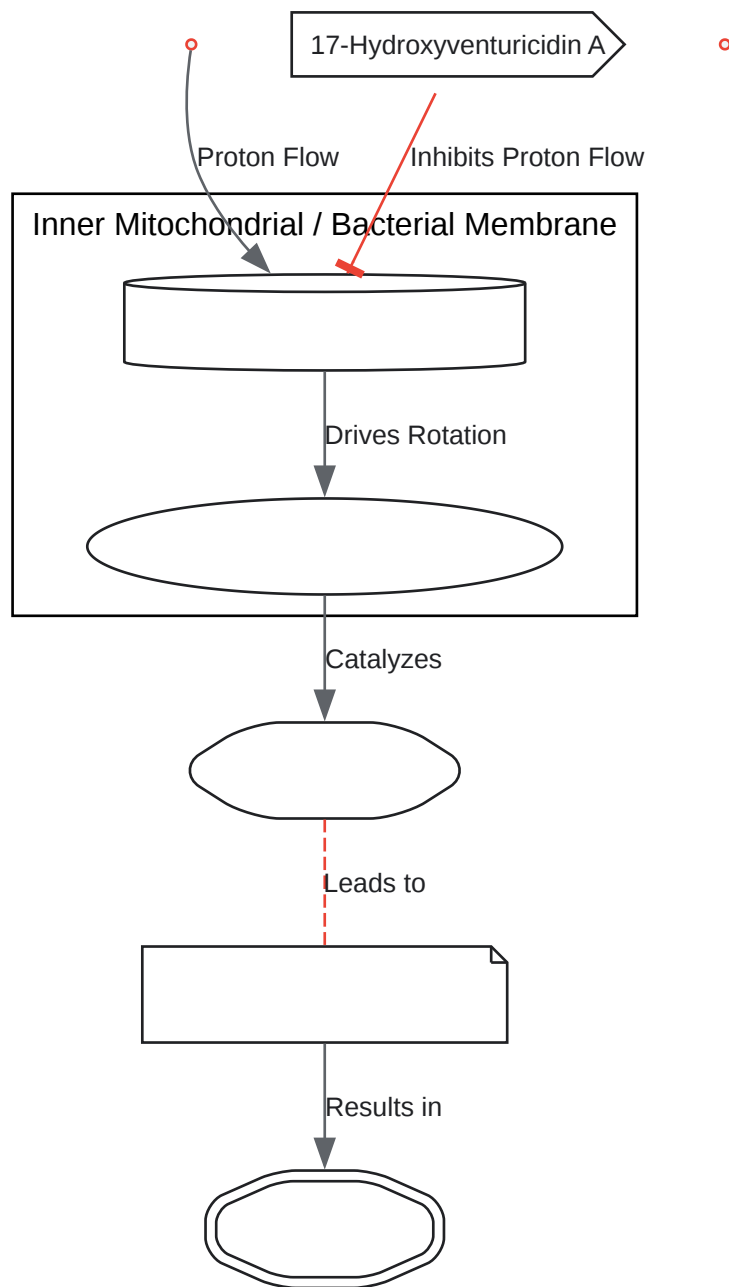 17-Hydroxyventuricidin A
Proton Flow
Inhibits Proton Flow
Inner Mitochondrial / Bacterial Membrane
Drives Rotation
Catalyzes
Leads to
Results in